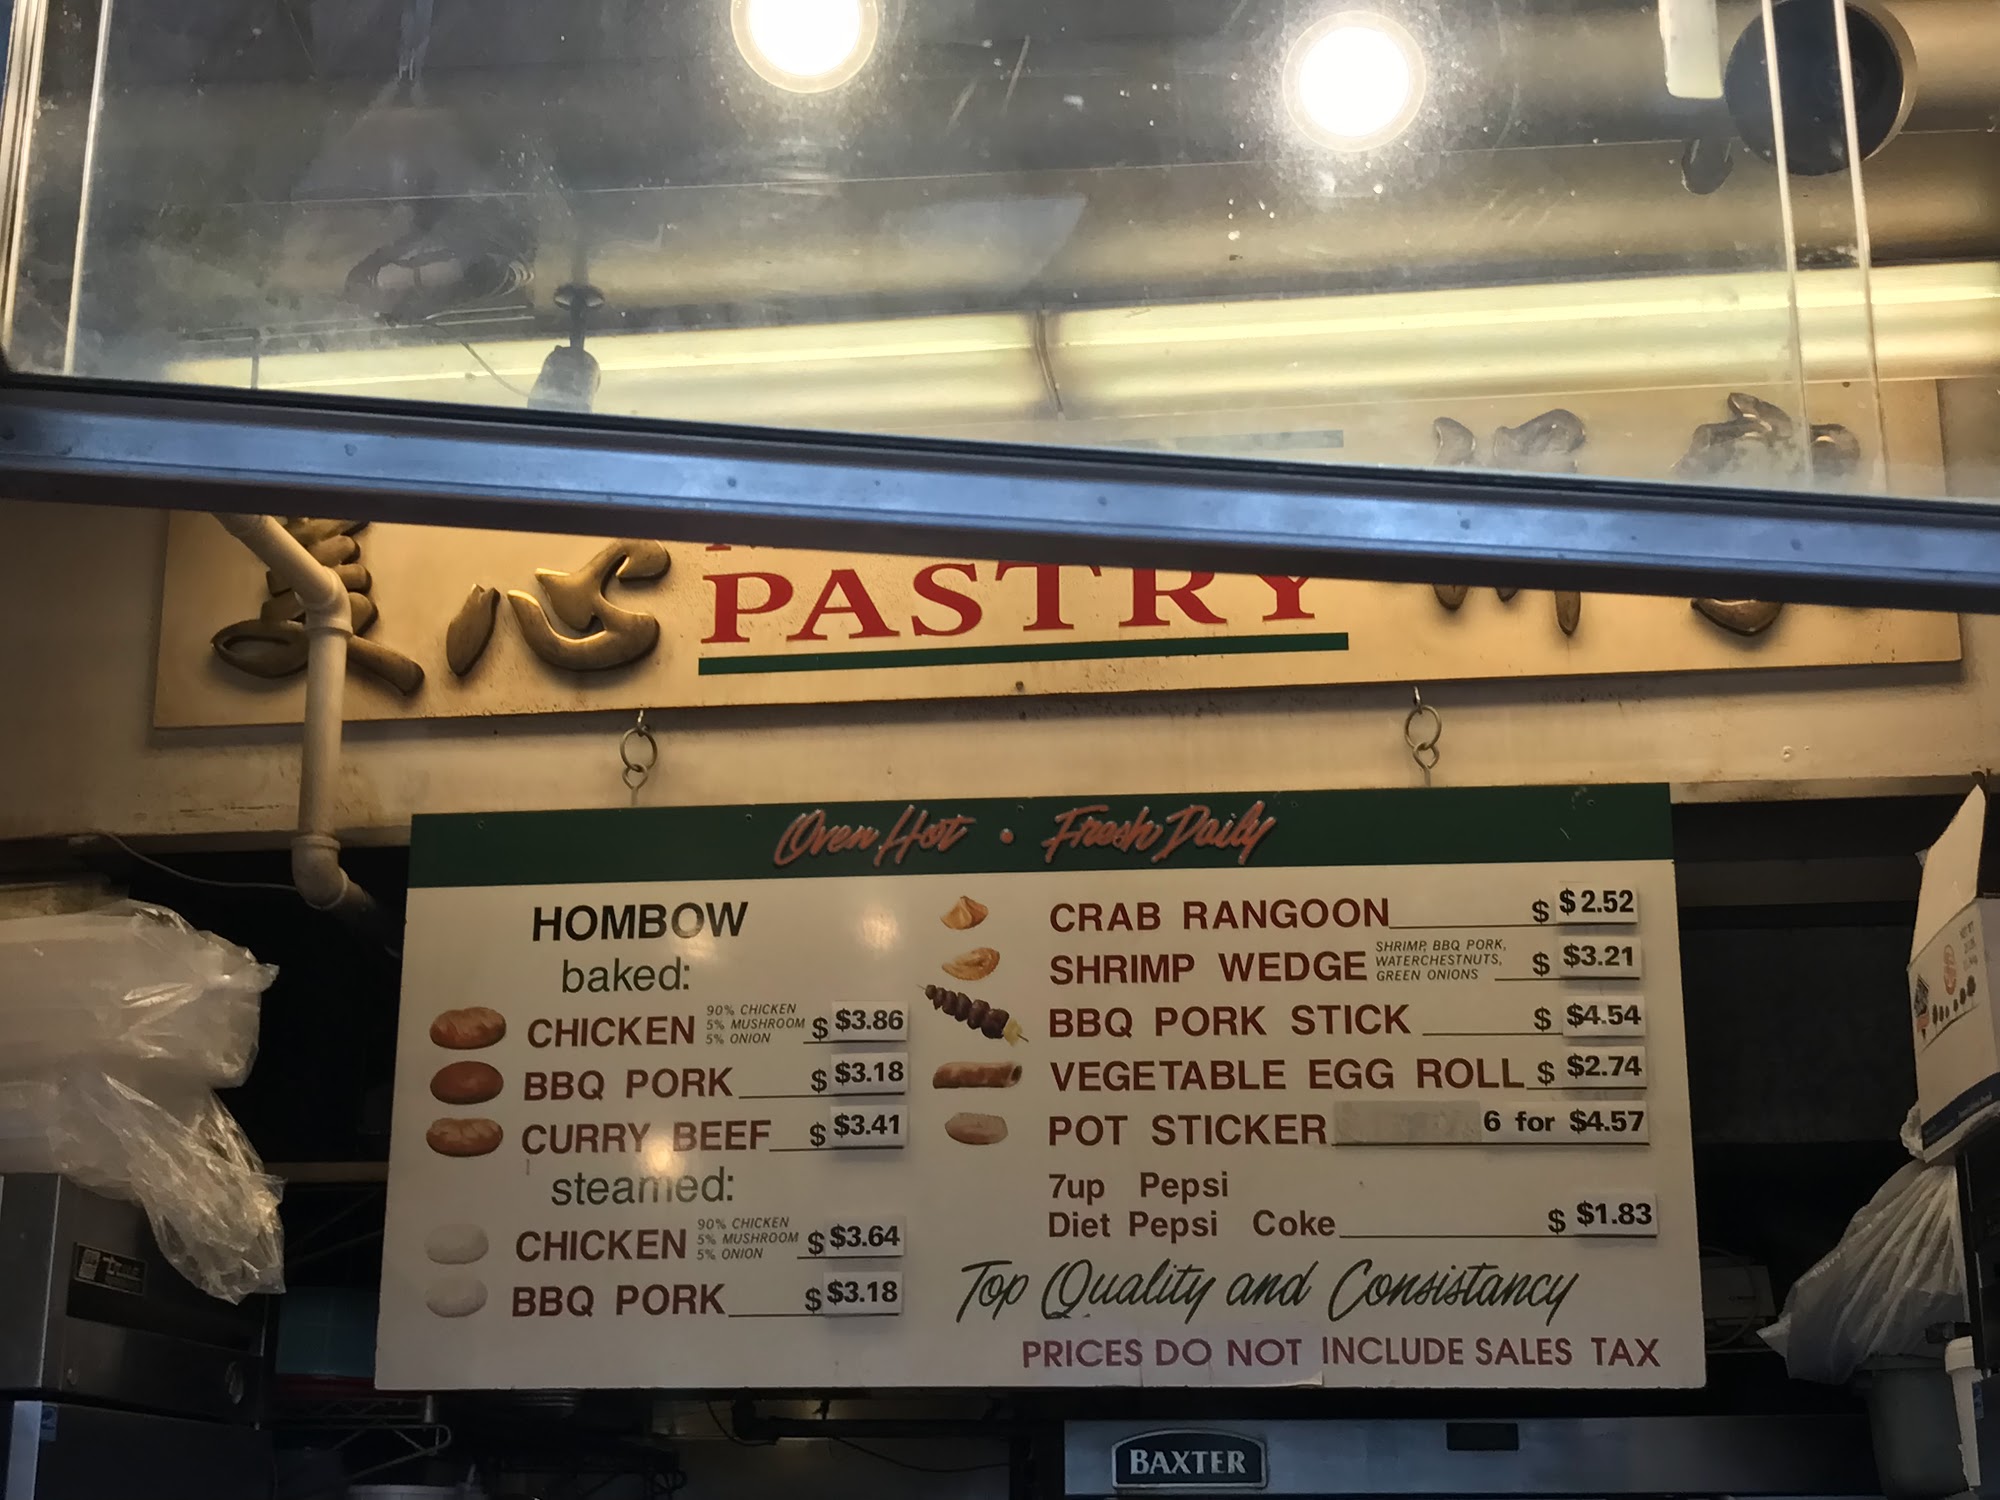 心
PASTRY
Oven Hot • Fresh Daily
HOMBOW
baked:
CHICKEN 90% CHICKEN 5% MUSHROOM 5% ONION $ $3.86
BBQ PORK $ $3.18
CURRY BEEF $ $3.41
steamed:
CHICKEN 90% CHICKEN 5% MUSHROOM 5% ONION $ $3.64
BBQ PORK $ $3.18
CRAB RANGOON $ $2.52
SHRIMP WEDGE SHRIMP, BBQ PORK, WATERCHESTNUTS, GREEN ONIONS $ $3.21
BBQ PORK STICK $ $4.54
VEGETABLE EGG ROLL $ $2.74
POT STICKER 6 for $4.57
7up Pepsi
Diet Pepsi Coke $ $1.83
Top Quality and Consistancy
PRICES DO NOT INCLUDE SALES TAX
BAXTER